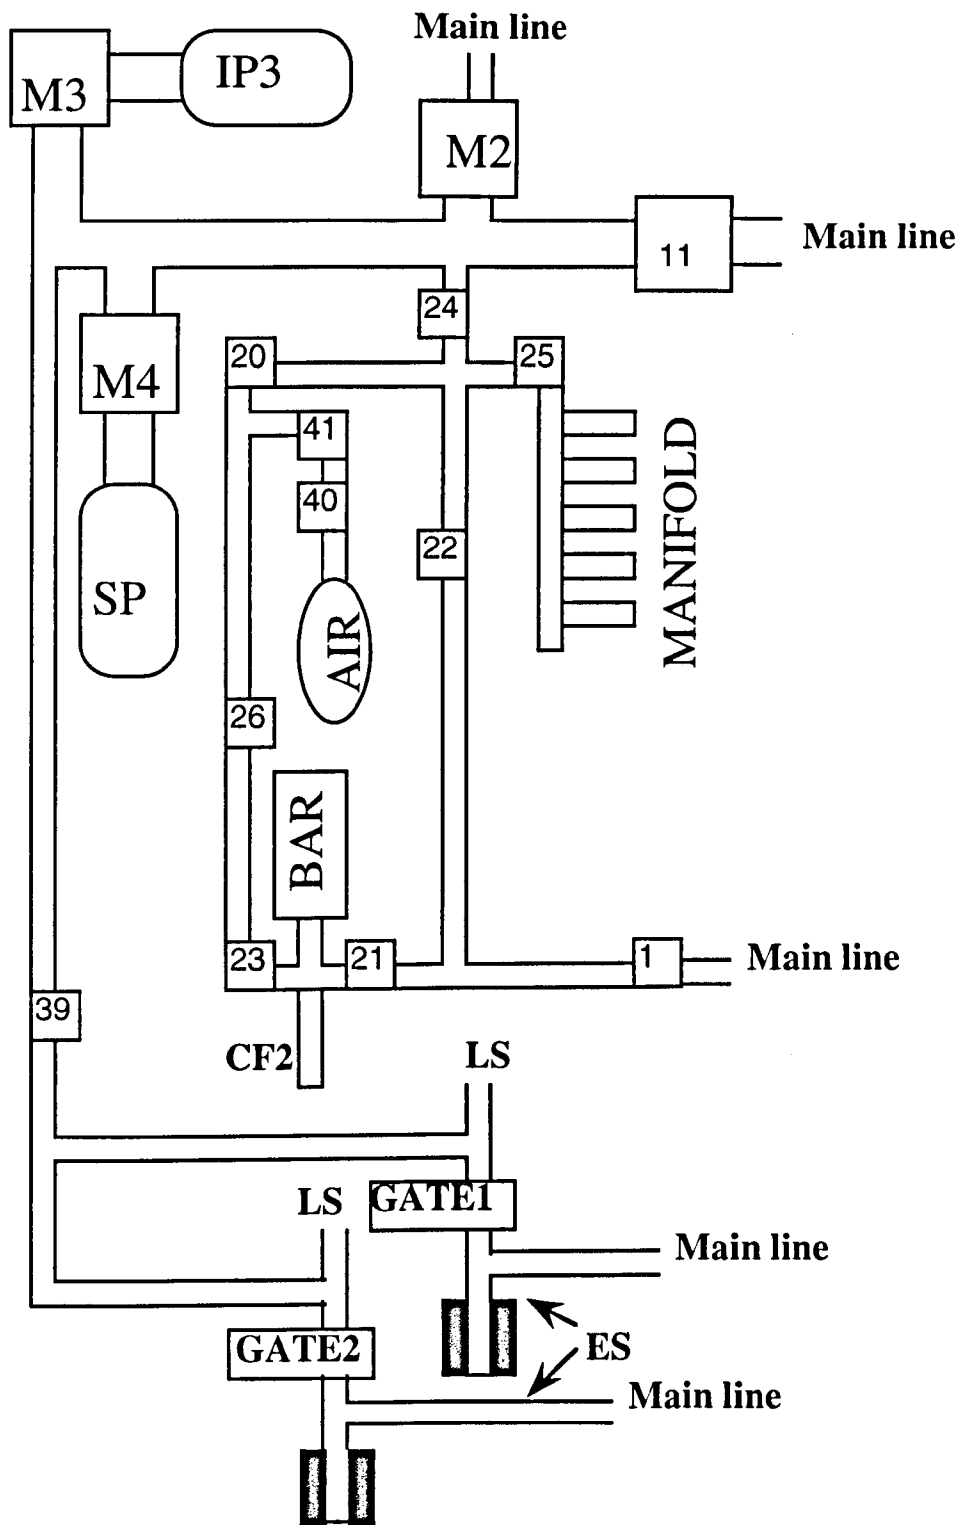 Main line
M3
IP3
M2
Main line
11
24
20
25
M4
41
40
22
MANIFOLD
SP
AIR
26
BAR
23
21
1
Main line
39
CF2
LS
LS
GATE1
Main line
GATE2
ES
Main line